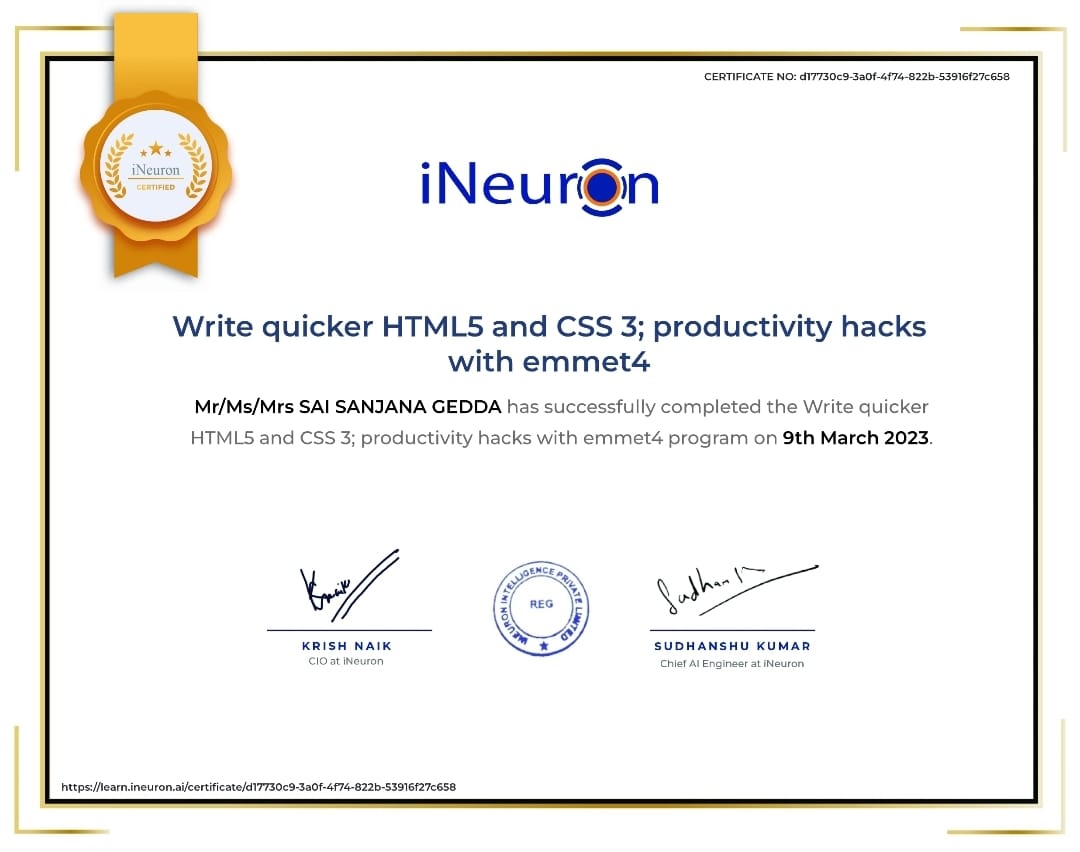 CERTIFICATE NO: d17730c9-3a0f-4f74-822b-53916f27c658
iNeuron
CERTIFIED
iNeuron
Write quicker HTML5 and CSS 3; productivity hacks
with emmet4
Mr/Ms/Mrs SAI SANJANA GEDDA has successfully completed the Write quicker
HTML5 and CSS 3; productivity hacks with emmet4 program on 9th March 2023.
Krish
Sudhanshu
INEURON INTELLIGENCE PRIVATE LIMITED
REG
KRISH NAIK
CIO at iNeuron
SUDHANSHU KUMAR
Chief AI Engineer at iNeuron
https://learn.ineuron.ai/certificate/d17730c9-3a0f-4f74-822b-53916f27c658